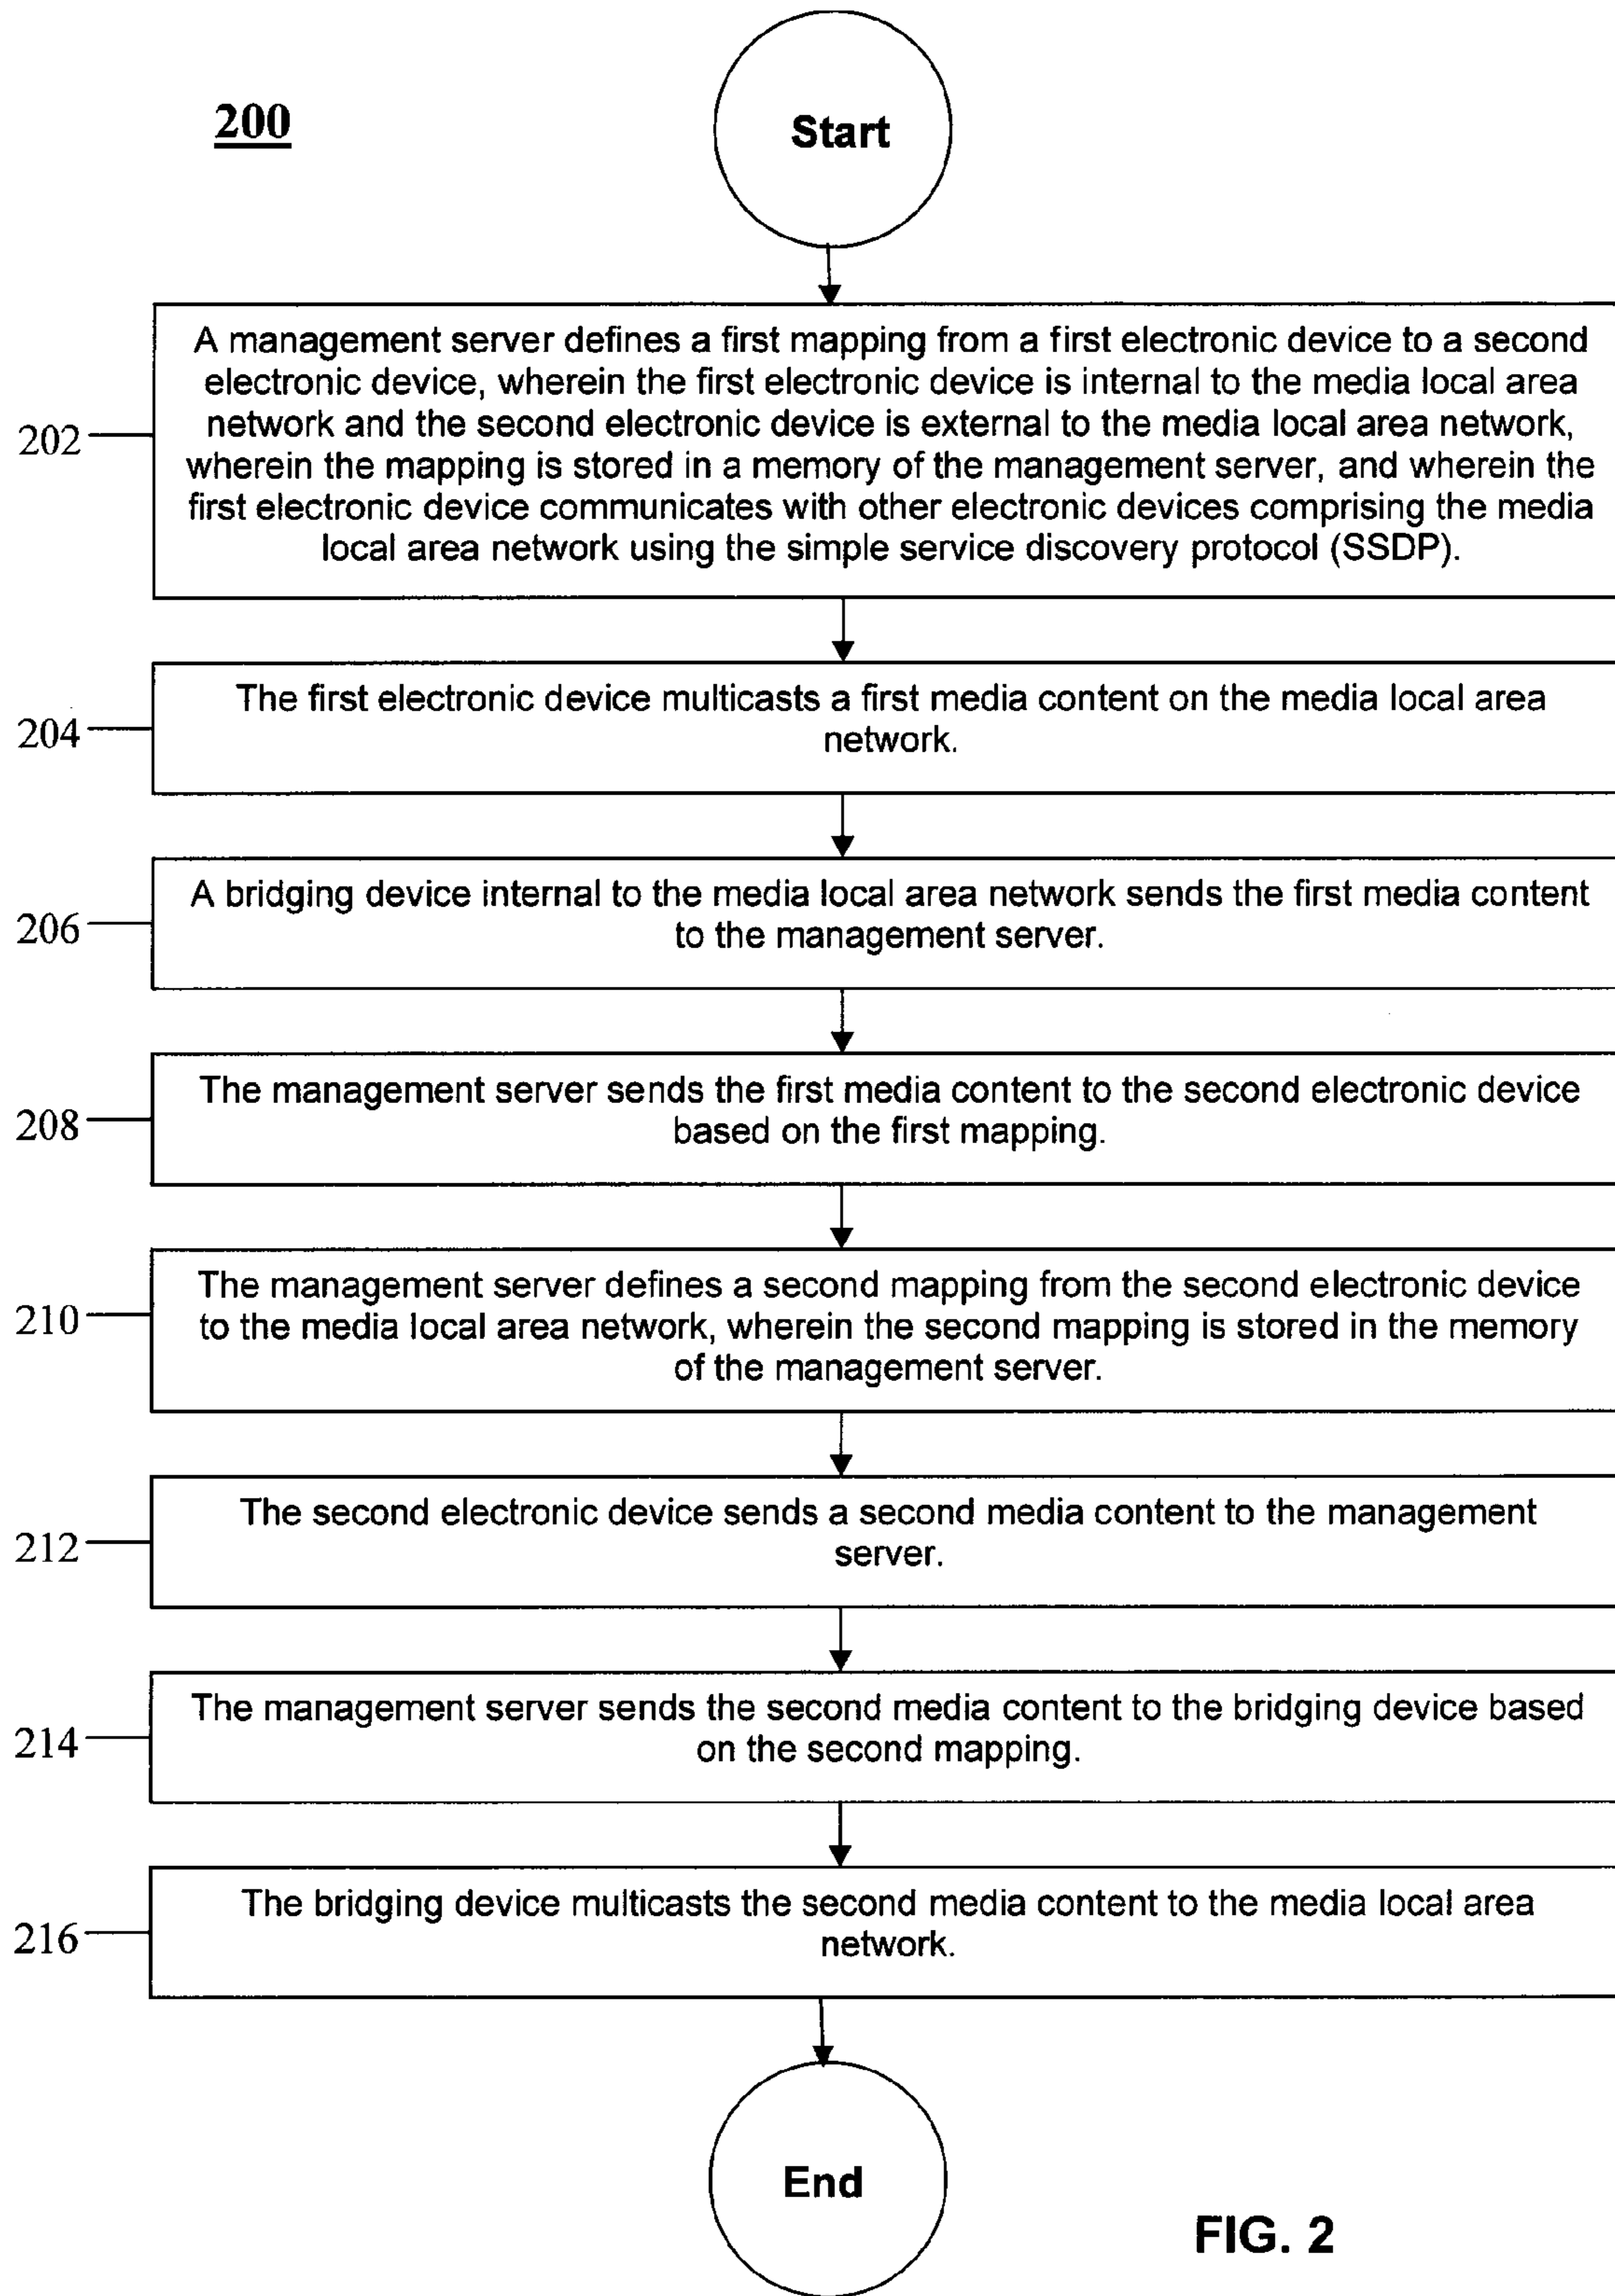 200
Start
A management server defines a first mapping from a first electronic device to a second
electronic device, wherein the first electronic device is internal to the media local area
network and the second electronic device is external to the media local area network,
wherein the mapping is stored in a memory of the management server, and wherein the
first electronic device communicates with other electronic devices comprising the media
local area network using the simple service discovery protocol (SSDP).
202
The first electronic device multicasts a first media content on the media local area
network.
204
A bridging device internal to the media local area network sends the first media content
to the management server.
206
The management server sends the first media content to the second electronic device
based on the first mapping.
208
The management server defines a second mapping from the second electronic device
to the media local area network, wherein the second mapping is stored in the memory
of the management server.
210
The second electronic device sends a second media content to the management
server.
212
The management server sends the second media content to the bridging device based
on the second mapping.
214
The bridging device multicasts the second media content to the media local area
network.
216
End
FIG. 2